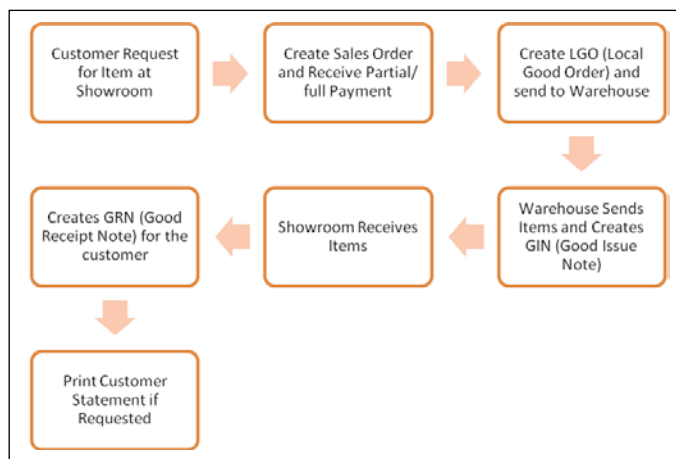 Customer Request
for Item at
Showroom
Create Sales Order
and Receive Partial/
full Payment
Create LGO (Local
Good Order) and
send to Warehouse
Warehouse Sends
Items and Creates
GIN (Good Issue
Note)
Showroom Receives
Items
Creates GRN (Good
Receipt Note) for the
customer
Print Customer
Statement if
Requested